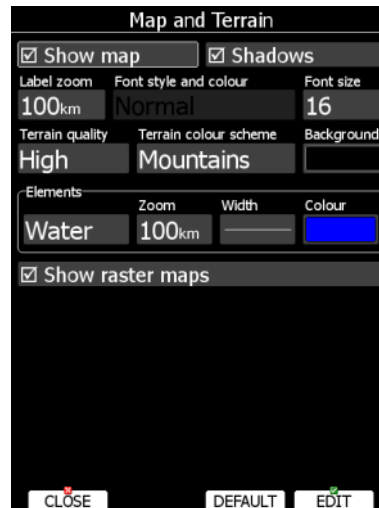 Map and Terrain
Show map Shadows
Label zoom Font style and colour Font size
100km Normal 16
Terrain quality Terrain colour scheme Background
High Mountains
Elements
Zoom Width Colour
Water 100km
Show raster maps
CLOSE DEFAULT EDIT